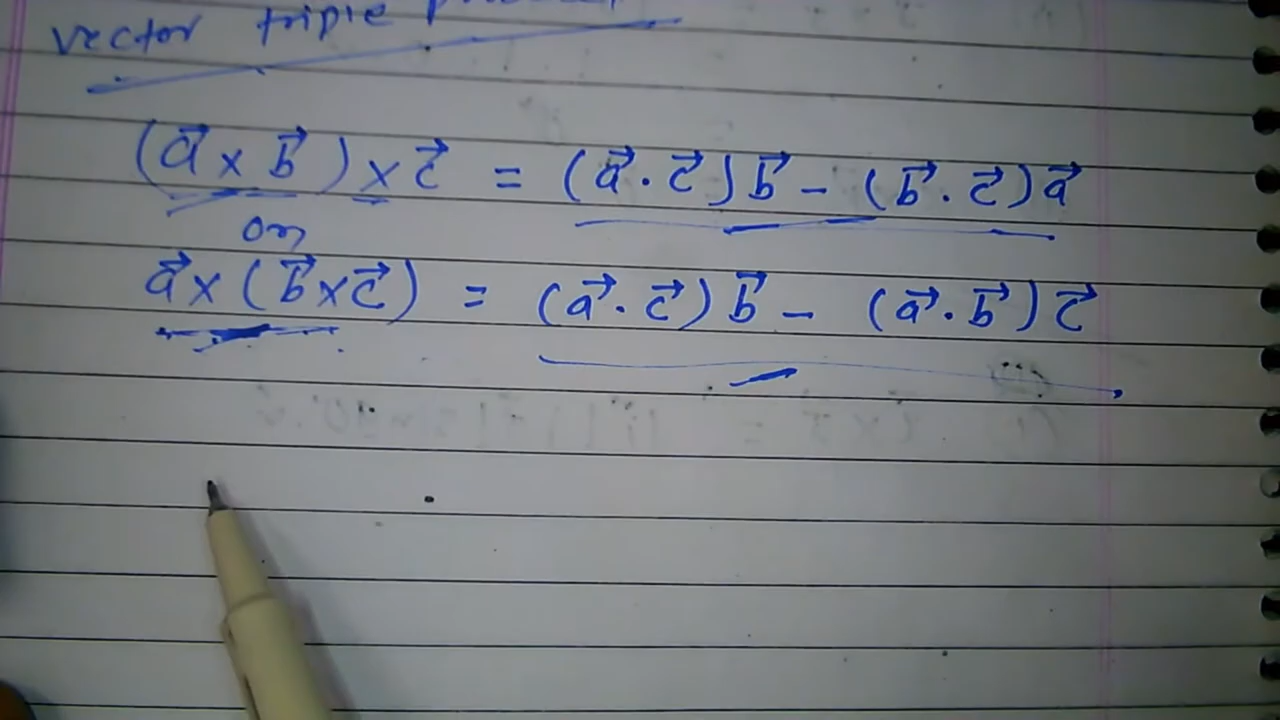 vector triple
(a⃗ × b⃗) × c⃗ = (a⃗ . c⃗) b⃗ - (b⃗ . c⃗) a⃗
or
a⃗ × (b⃗ × c⃗) = (a⃗ . c⃗) b⃗ - (a⃗ . b⃗) c⃗